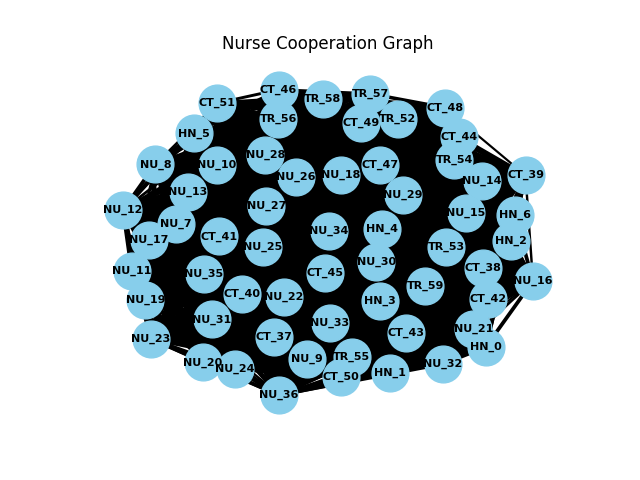 Nurse Cooperation Graph
CT_46
TR_57
TR_58
CT_51
CT_48
TR_56
TR_52
CT_49
HN_5
CT_44
NU_28
TR_54
NU_8
NU_10
CT_47
NU_18
CT_39
NU_26
NU_14
NU_13
NU_29
NU_27
NU_12
NU_15
HN_6
NU_7
HN_4
NU_34
CT_41
NU_17
HN_2
NU_25
TR_53
NU_30
CT_38
NU_11
CT_45
NU_35
NU_16
TR_59
CT_40
NU_22
CT_42
NU_19
HN_3
NU_31
NU_33
NU_21
CT_43
CT_37
NU_23
HN_0
TR_55
NU_9
NU_20
NU_32
NU_24
HN_1
CT_50
NU_36